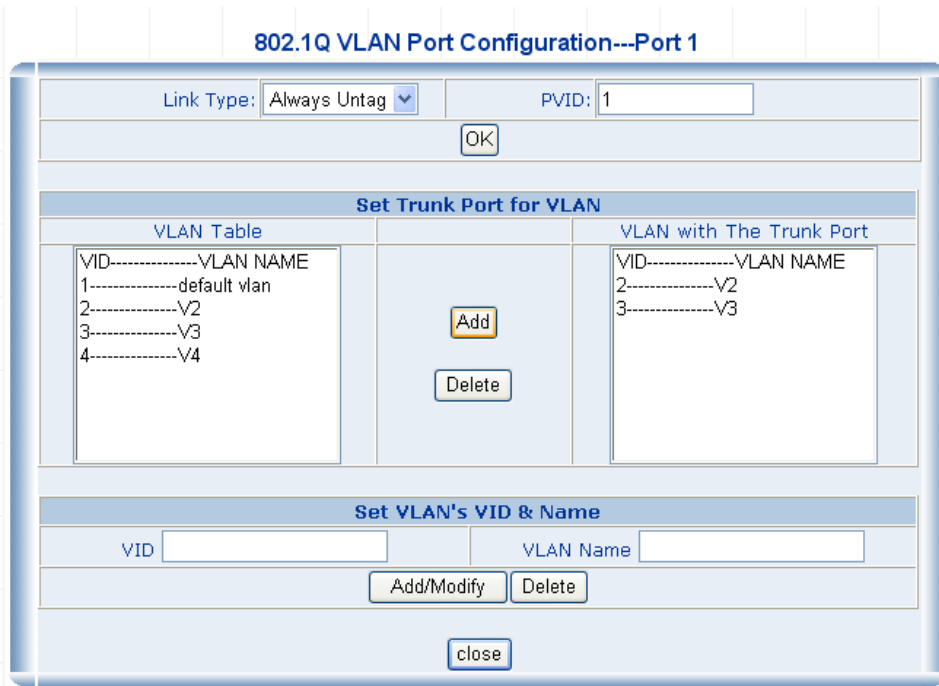 802.1Q VLAN Port Configuration---Port 1
Link Type: Always Untag PVID: 1
OK
Set Trunk Port for VLAN
VLAN Table VLAN with The Trunk Port
VID---------------VLAN NAME VID---------------VLAN NAME
1---------------default vlan 2---------------V2
2---------------V2 3---------------V3
3---------------V3
4---------------V4
Add
Delete
Set VLAN's VID & Name
VID VLAN Name
Add/Modify Delete
close